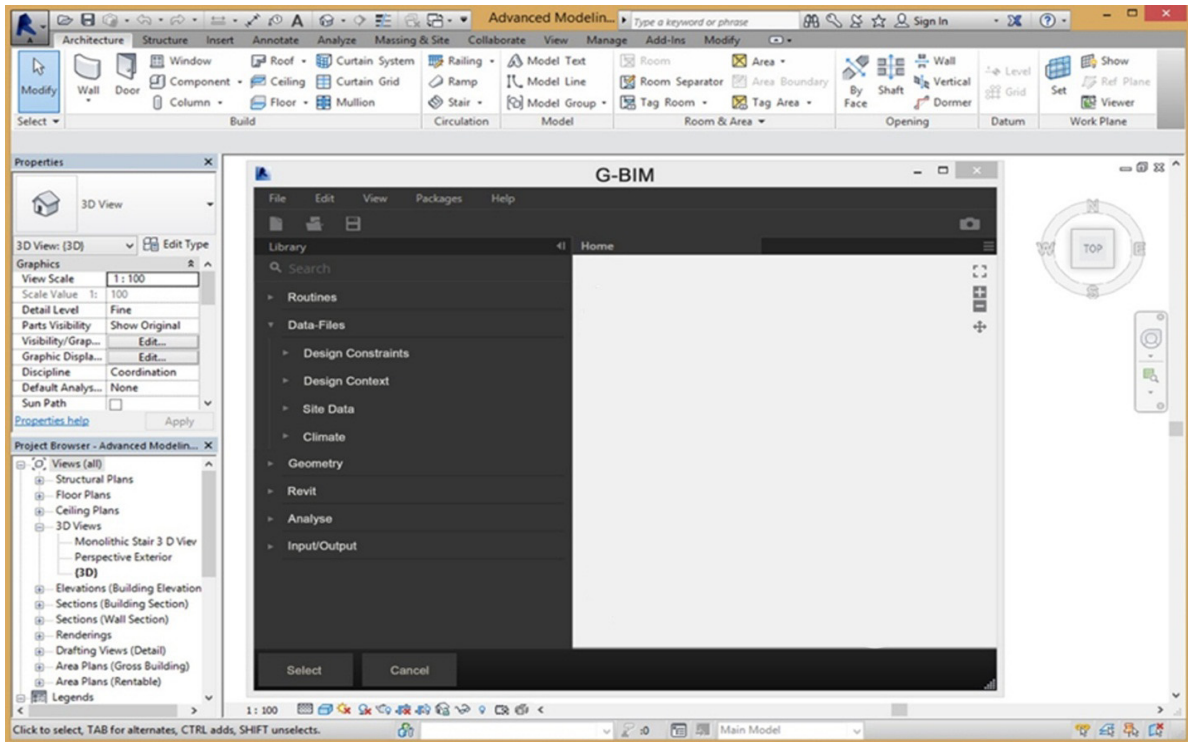 Advanced Modelin... Type a keyword or phrase Sign In
Architecture Structure Insert Annotate Analyze Massing & Site Collaborate View Manage Add-Ins Modify
Modify
Wall
Door
Window
Component
Column
Roof
Ceiling
Floor
Curtain System
Curtain Grid
Mullion
Railing
Ramp
Stair
Model Text
Model Line
Model Group
Room
Room Separator
Tag Room
Area
Area Boundary
Tag Area
By
Face
Shaft
Wall
Vertical
Dormer
Level
Grid
Set
Show
Ref Plane
Viewer
Select Build Circulation Model Room & Area Opening Datum Work Plane
Properties
3D View
3D View: {3D} Edit Type
Graphics
View Scale 1 : 100
Scale Value 1: 100
Detail Level Fine
Parts Visibility Show Original
Visibility/Grap... Edit...
Graphic Displa... Edit...
Discipline Coordination
Default Analys... None
Sun Path
Properties help Apply
Project Browser - Advanced Modelin...
Views (all)
Structural Plans
Floor Plans
Ceiling Plans
3D Views
Monolithic Stair 3 D Viev
Perspective Exterior
{3D}
Elevations (Building Elevation
Sections (Building Section)
Sections (Wall Section)
Renderings
Drafting Views (Detail)
Area Plans (Gross Building)
Area Plans (Rentable)
Legends
G-BIM
File Edit View Packages Help
Library Home
Search
Routines
Data-Files
Design Constraints
Design Context
Site Data
Climate
Geometry
Revit
Analyse
Input/Output
Select Cancel
N
W TOP E
S
1 : 100
Click to select, TAB for alternates, CTRL adds, SHIFT unselects. :0 Main Model